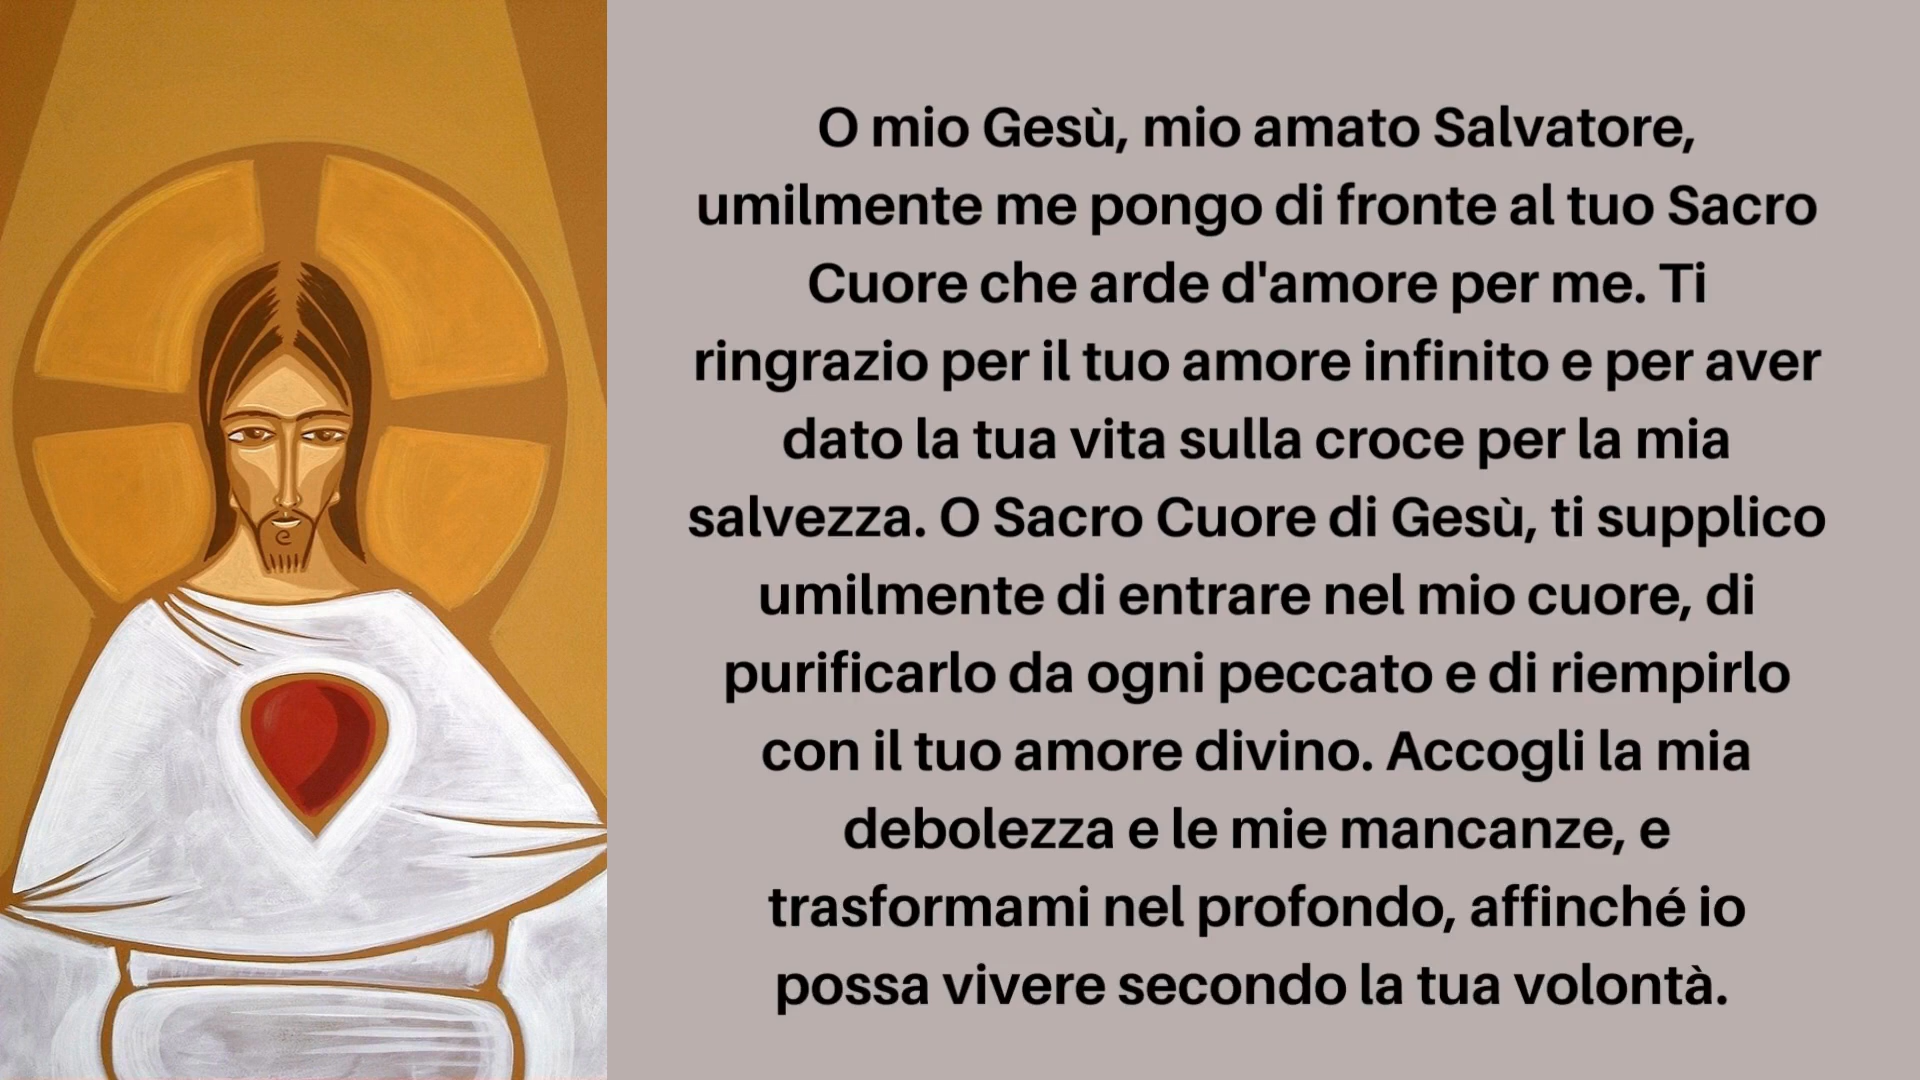 O mio Gesù, mio amato Salvatore,
umilmente me pongo di fronte al tuo Sacro
Cuore che arde d'amore per me. Ti
ringrazio per il tuo amore infinito e per aver
dato la tua vita sulla croce per la mia
salvezza. O Sacro Cuore di Gesù, ti supplico
umilmente di entrare nel mio cuore, di
purificarlo da ogni peccato e di riempirlo
con il tuo amore divino. Accogli la mia
debolezza e le mie mancanze, e
trasformami nel profondo, affinché io
possa vivere secondo la tua volontà.